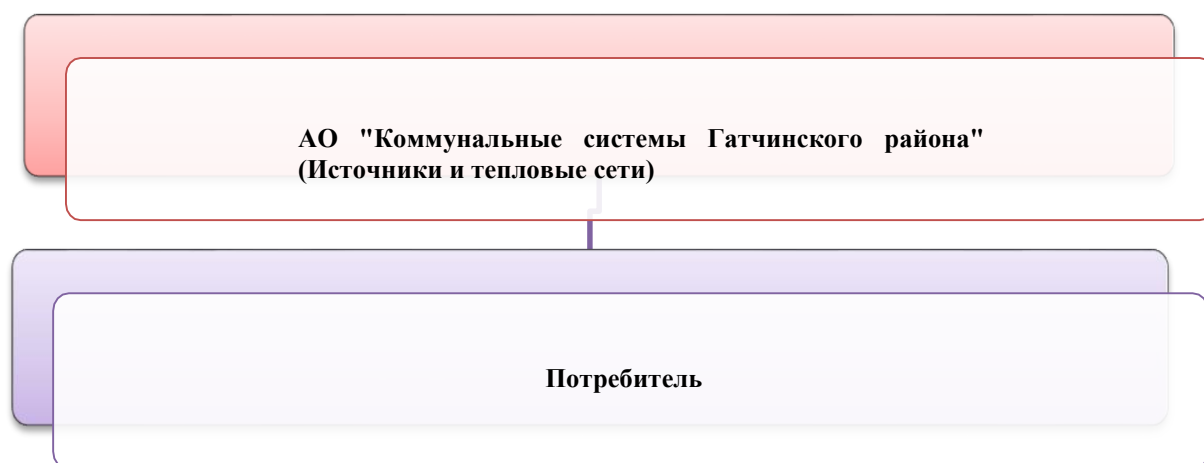 АО "Коммунальные системы Гатчинского района"
(Источники и тепловые сети)
Потребитель